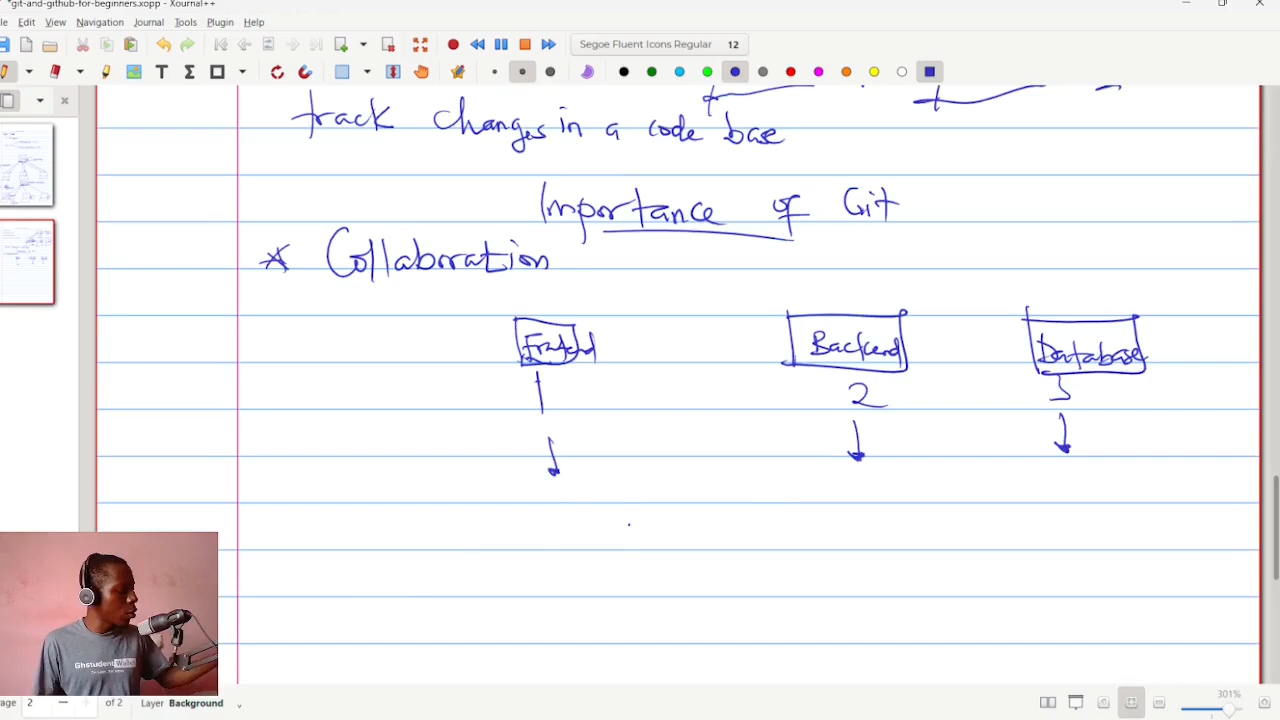 *git-and-github-for-beginners.xopp - Xournal++
le Edit View Navigation Journal Tools Plugin Help
Segoe Fluent Icons Regular 12
track changes in a code base
Importance of Git
* Collaboration
Backend Database
1 2 3
Ghstudent
Page 2 of 2 Layer Background 301%